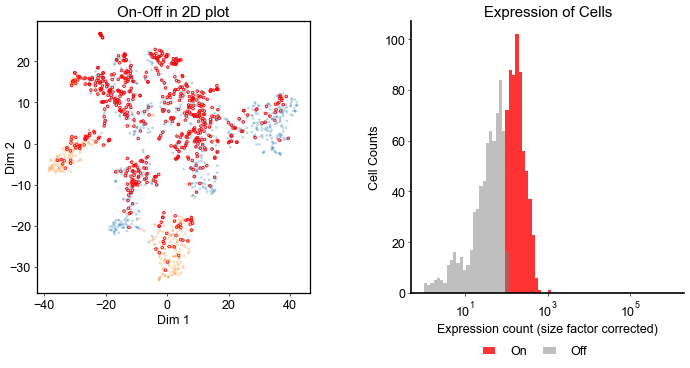 On-Off in 2D plot
Dim 2
20
10
0
−10
−20
−30
−40
−20
0
20
40
Dim 1
Expression of Cells
Cell Counts
100
80
60
40
20
0
10^1
10^3
10^5
Expression count (size factor corrected)
On
Off